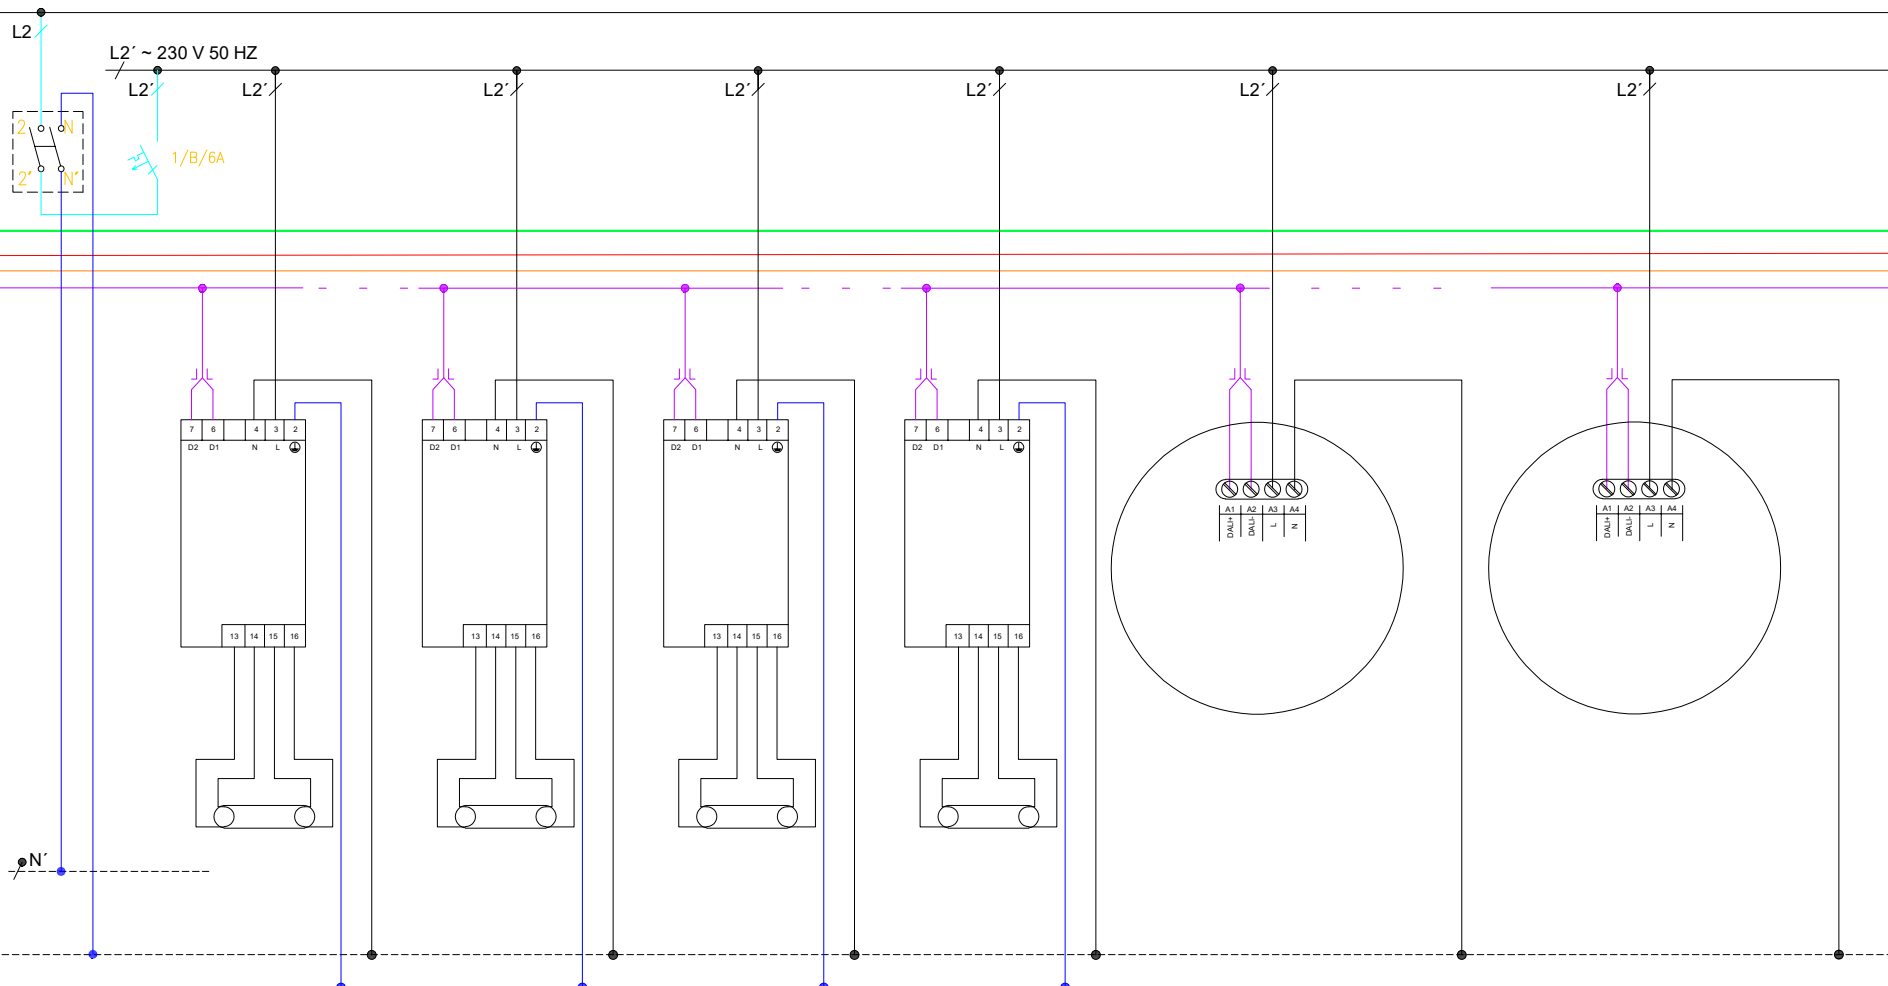 L2
L2´ ~ 230 V 50 HZ
L2´ L2´ L2´ L2´ L2´ L2´ L2´
2 N
1/B/6A
2´ N´
7 6 4 3 2 7 6 4 3 2 7 6 4 3 2 7 6 4 3 2
D2 D1 N L D2 D1 N L D2 D1 N L D2 D1 N L
A1 A2 A3 A4 A1 A2 A3 A4
DALI+ DALI- L N DALI+ DALI- L N
13 14 15 16 13 14 15 16 13 14 15 16 13 14 15 16
N´